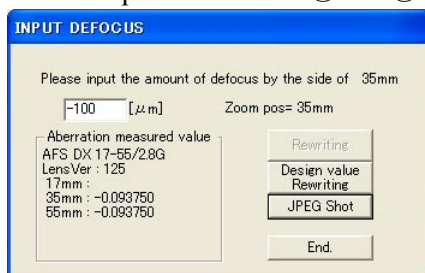 INPUT DEFOCUS
Please input the amount of defocus by the side of 35mm
-100 [μm] Zoom pos= 35mm
Aberration measured value
AFS DX 17-55/2.8G
LensVer : 125
17mm :
35mm : -0.093750
55mm : -0.093750
Rewriting
Design value
Rewriting
JPEG Shot
End.